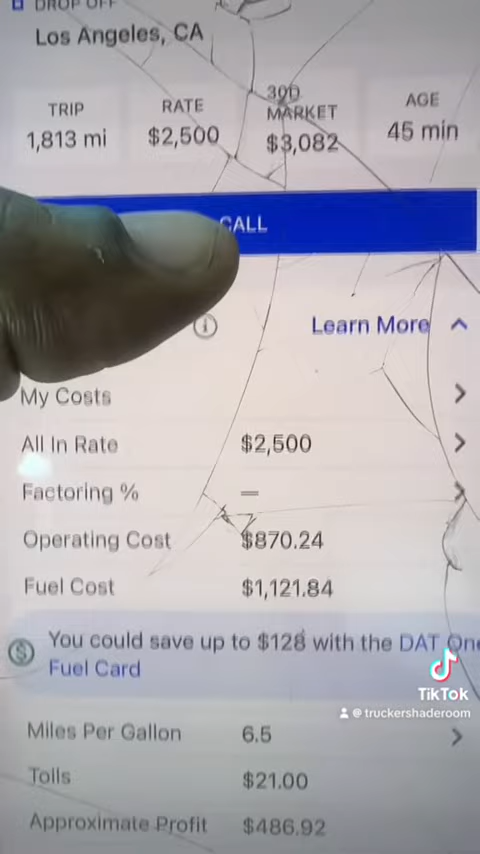 DROP OFF
Los Angeles, CA
TRIP
1,813 mi
RATE
$2,500
30D
MARKET
$3,082
AGE
45 min
CALL
Learn More
My Costs
All In Rate
$2,500
Factoring %
—
Operating Cost
$870.24
Fuel Cost
$1,121.84
You could save up to $128 with the DAT One
Fuel Card
TikTok
@truckershaderoom
Miles Per Gallon
6.5
Tolls
$21.00
Approximate Profit
$486.92